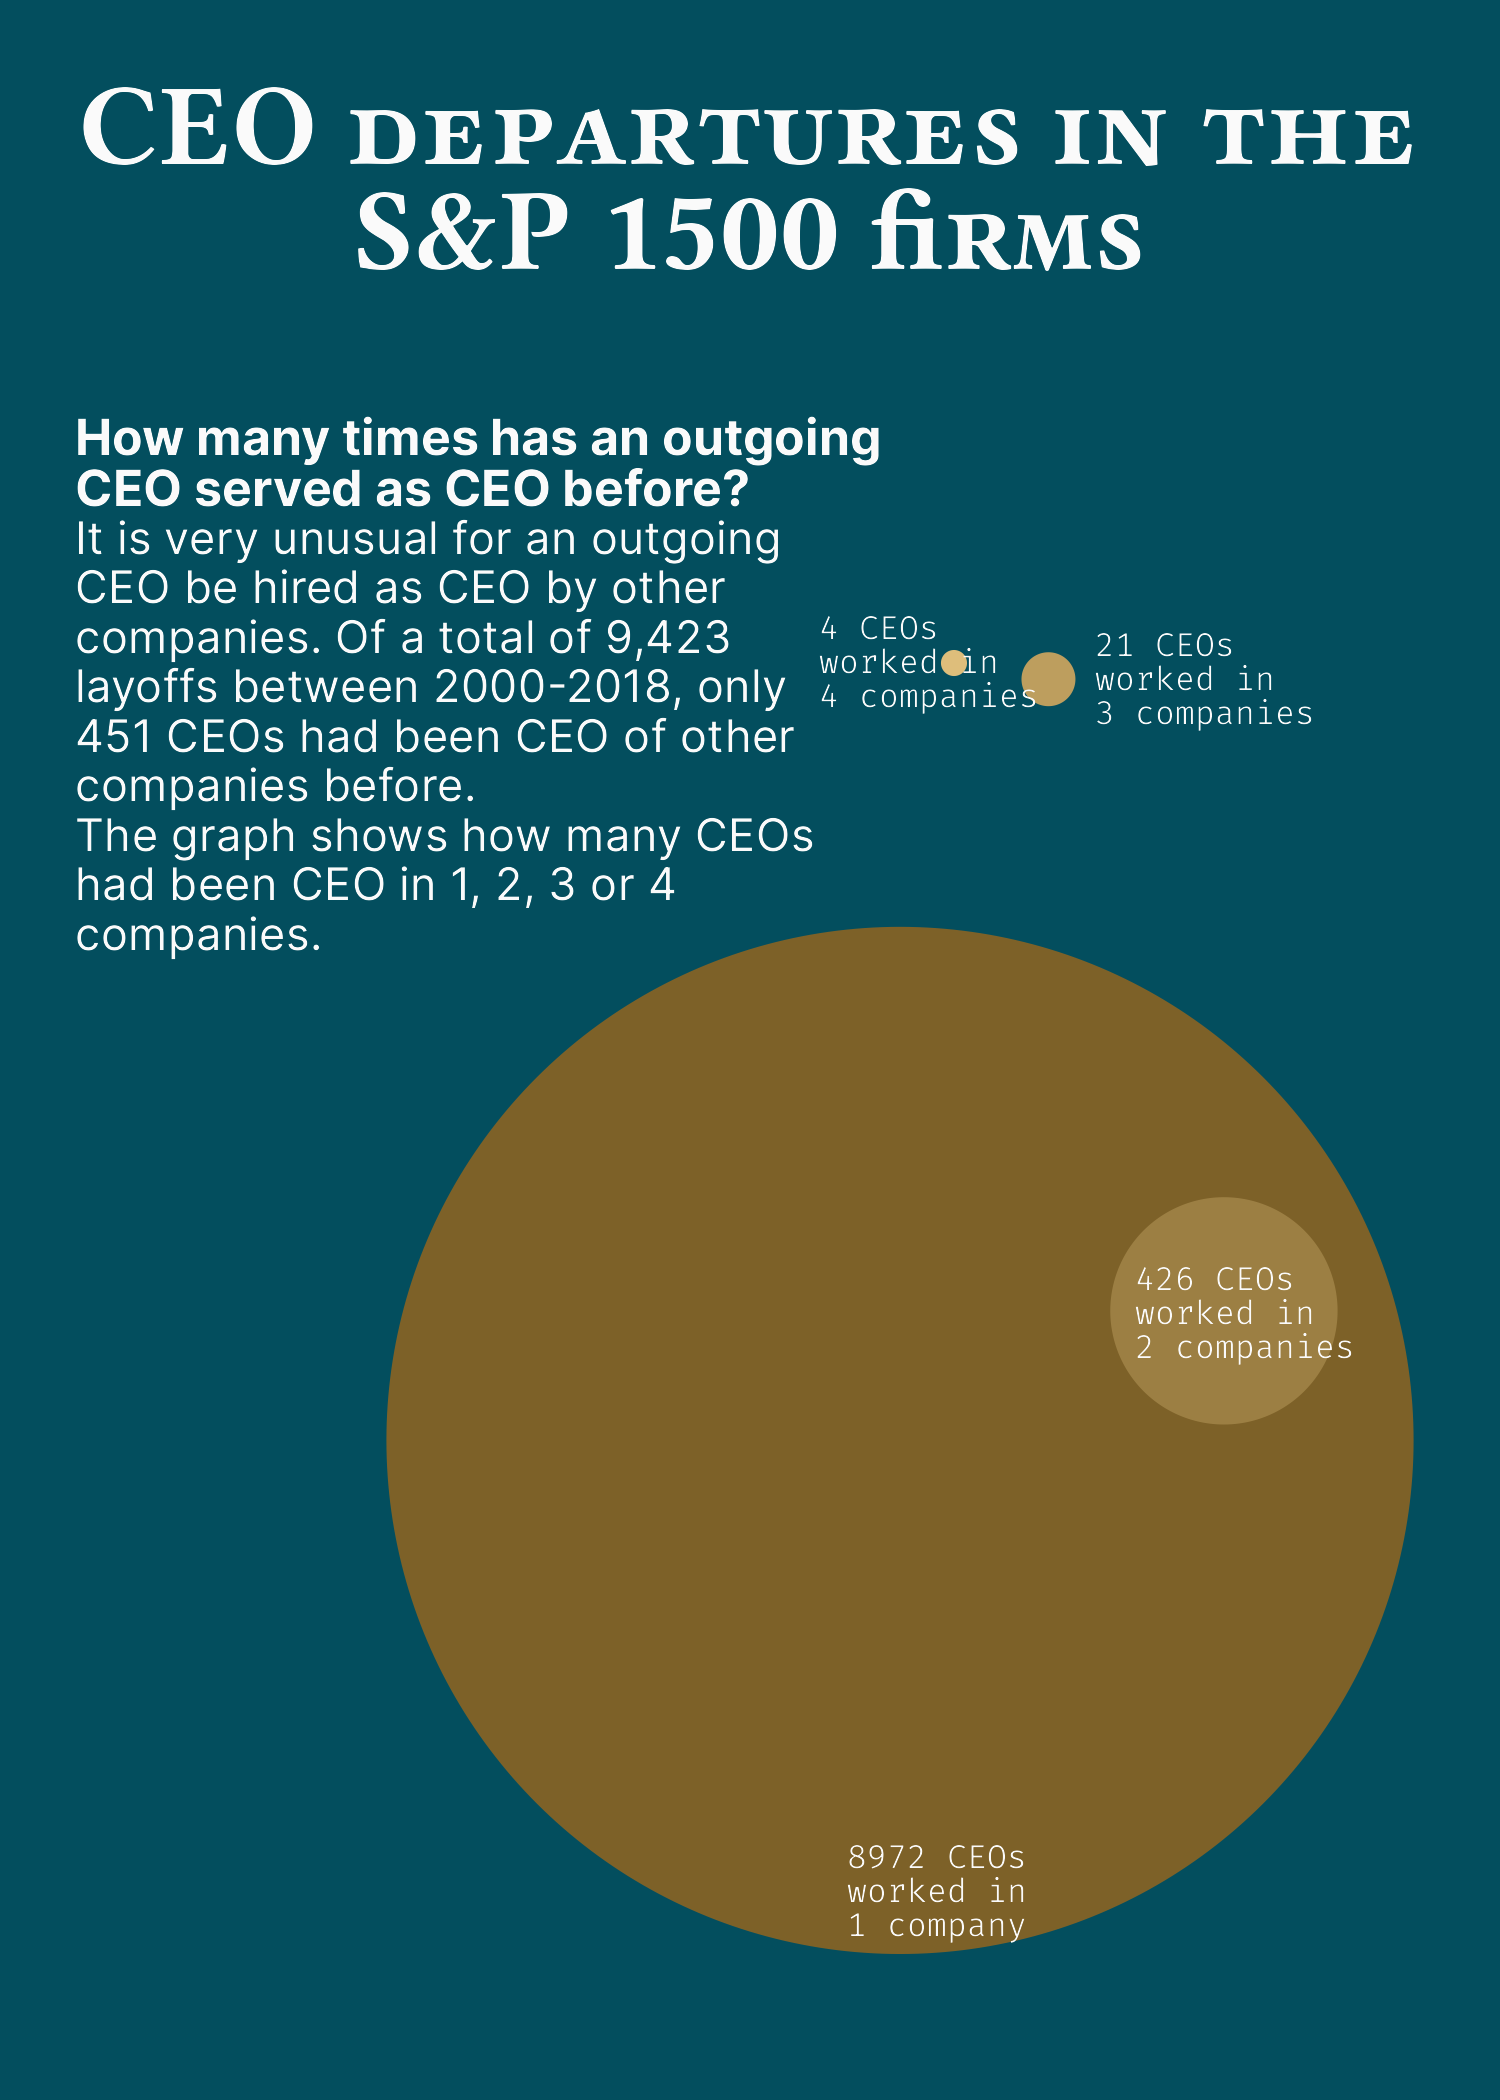 CEO departures in the
S&P 1500 firms
How many times has an outgoing
CEO served as CEO before?
It is very unusual for an outgoing
CEO be hired as CEO by other
companies. Of a total of 9,423
layoffs between 2000-2018, only
451 CEOs had been CEO of other
companies before.
The graph shows how many CEOs
had been CEO in 1, 2, 3 or 4
companies.
4 CEOs
worked in
4 companies
21 CEOs
worked in
3 companies
426 CEOs
worked in
2 companies
8972 CEOs
worked in
1 company